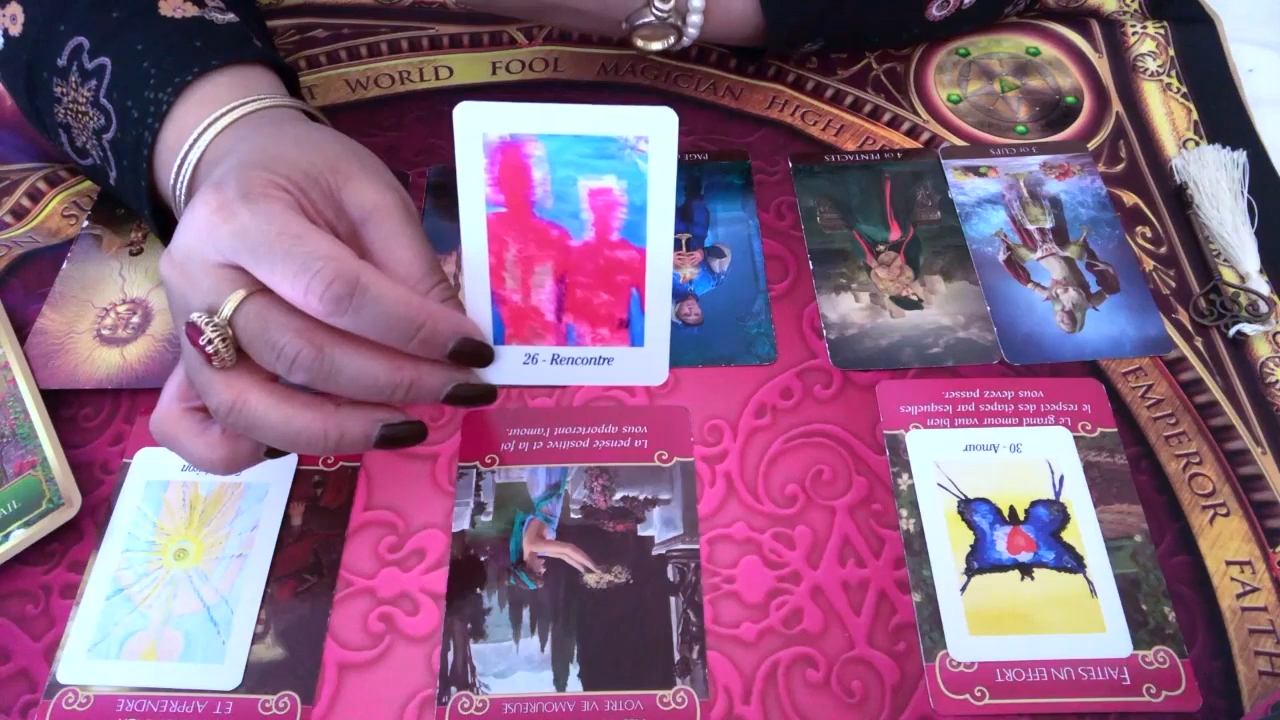 WORLD FOOL MAGICIAN HIGH
EMPEROR
FAITH
SU
PAGE
4 OF PENTACLES
3 OF CUPS
26 - Rencontre
AIL
La pensée positive et la foi
vous apporteront l'amour.
VOTRE VIE AMOUREUSE
ET APPRENDRE
Le grand amour vaut bien
le respect des étapes par lesquelles
vous devez passer.
30 - Amour
FAITES UN EFFORT